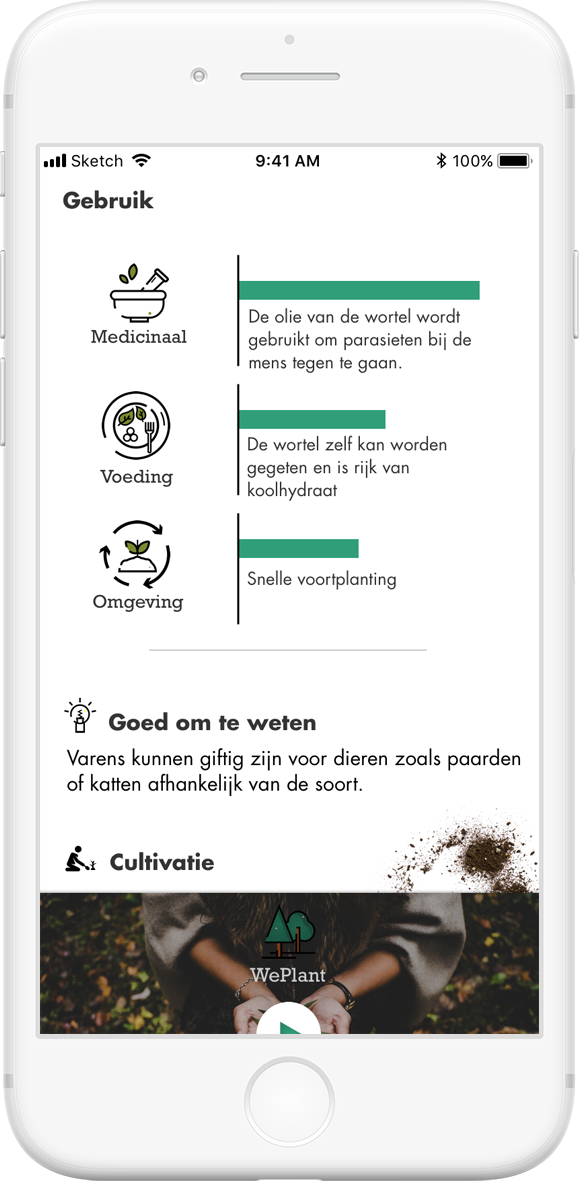 Sketch 9:41 AM 100%
Gebruik
Medicinaal
De olie van de wortel wordt
gebruikt om parasieten bij de
mens tegen te gaan.
Voeding
De wortel zelf kan worden
gegeten en is rijk van
koolhydraat
Omgeving
Snelle voortplanting
Goed om te weten
Varens kunnen giftig zijn voor dieren zoals paarden
of katten afhankelijk van de soort.
Cultivatie
WePlant